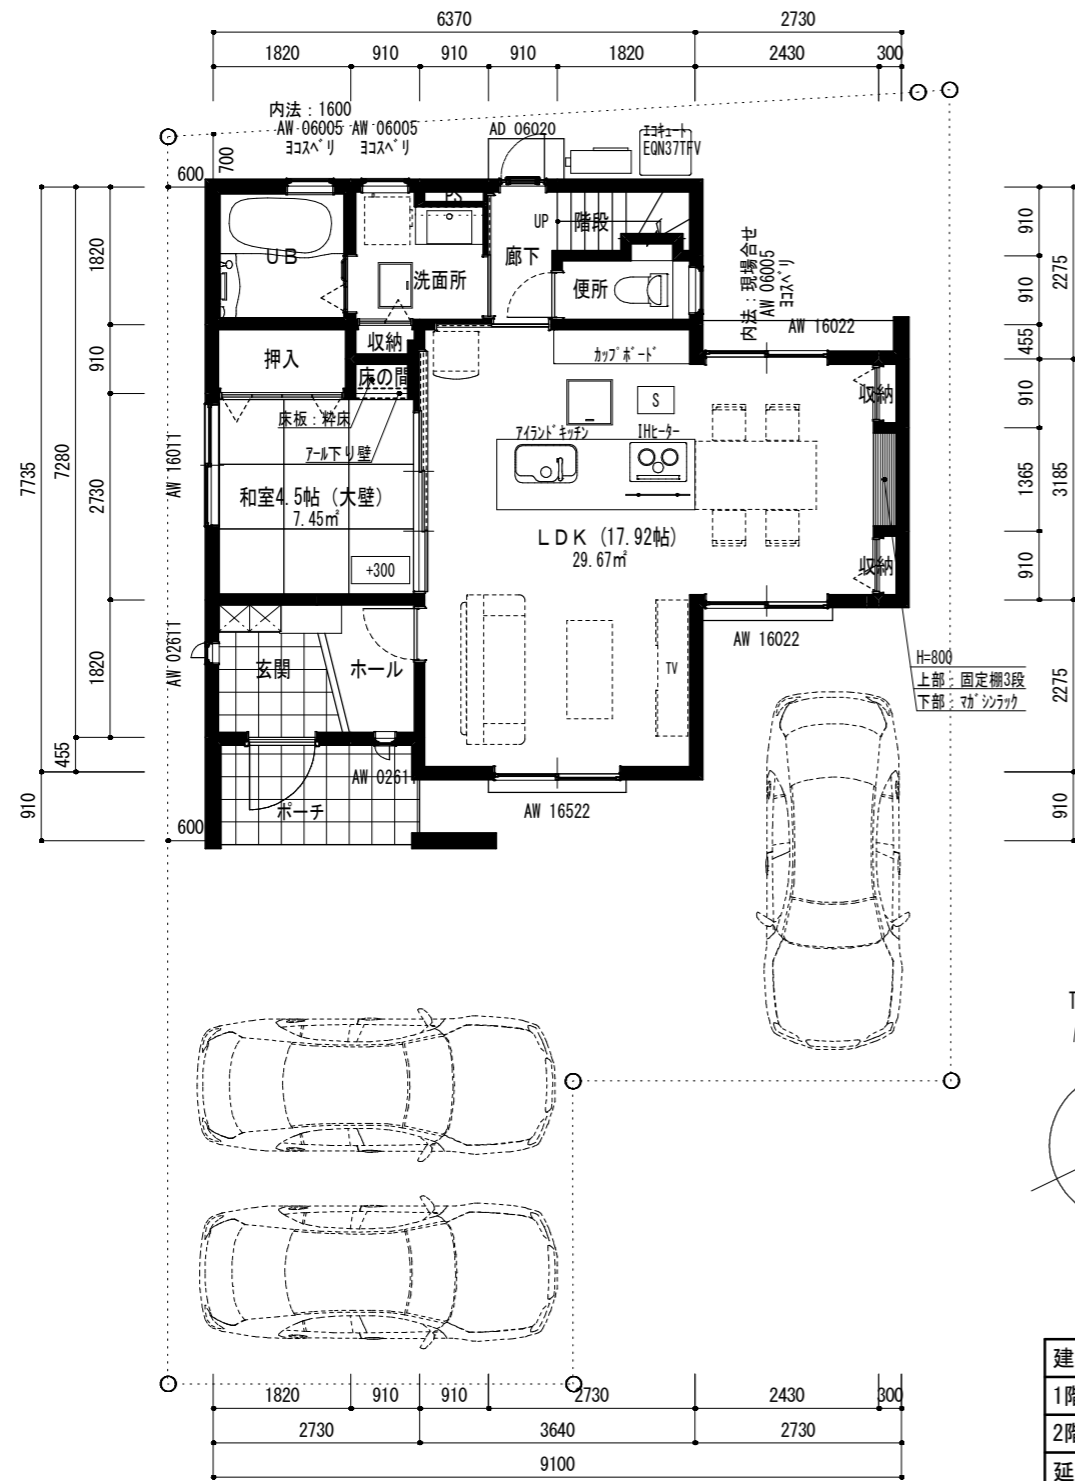 6370
2730
1820
910
910
910
1820
2430
300
内法:1600
AW 06005
AW 06005
ヨコスベリ
ヨコスベリ
AD 06020
エコキュート
EQN37TFV
600
700
PS
UP
階段
UB
洗面所
廊下
便所
内法:現場合せ
AW 06005
ヨコスベリ
AW 16022
1820
910
2730
1820
7280
455
7735
910
910
910
455
910
1365
910
2275
3185
2275
910
押入
収納
床の間
カップボード
収納
S
床板:粋床
アール下り壁
アイランドキッチン
IHヒーター
AW 16011
和室4.5帖(大壁)
7.45㎡
LDK(17.92帖)
29.67㎡
+300
収納
AW 16022
AW 02611
玄関
ホール
TV
H=800
上部:固定棚3段
下部:マガジンラック
AW 02611
AW 16522
ポーチ
600
建
1階
2階
延
1820
910
910
2730
2430
300
2730
3640
2730
9100